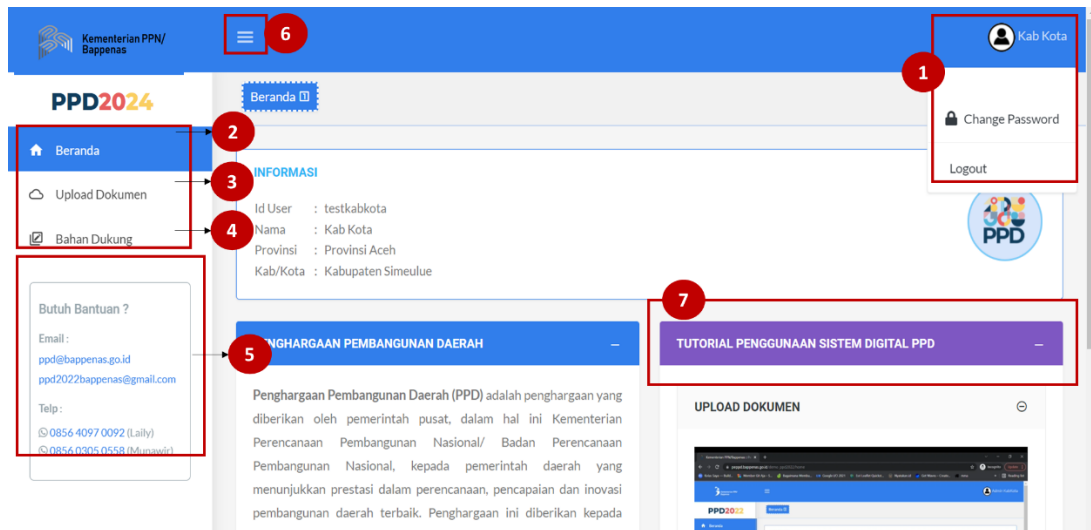 Kementerian PPN/
Bappenas
6
Kab Kota
1
Change Password
Logout
PPD2024
Beranda
2
Beranda
3
Upload Dokumen
4
Bahan Dukung
INFORMASI
Id User : testkabkota
Nama : Kab Kota
Provinsi : Provinsi Aceh
Kab/Kota : Kabupaten Simeulue
PPD
Butuh Bantuan ?
Email :
ppd@bappenas.go.id
ppd2022bappenas@gmail.com
Telp :
0856 4097 0092 (Laily)
0856 0305 0558 (Munawir)
5
PENGHARGAAN PEMBANGUNAN DAERAH
Penghargaan Pembangunan Daerah (PPD) adalah penghargaan yang
diberikan oleh pemerintah pusat, dalam hal ini Kementerian
Perencanaan Pembangunan Nasional/ Badan Perencanaan
Pembangunan Nasional, kepada pemerintah daerah yang
menunjukkan prestasi dalam perencanaan, pencapaian dan inovasi
pembangunan daerah terbaik. Penghargaan ini diberikan kepada
7
TUTORIAL PENGGUNAAN SISTEM DIGITAL PPD
UPLOAD DOKUMEN
PPD2022